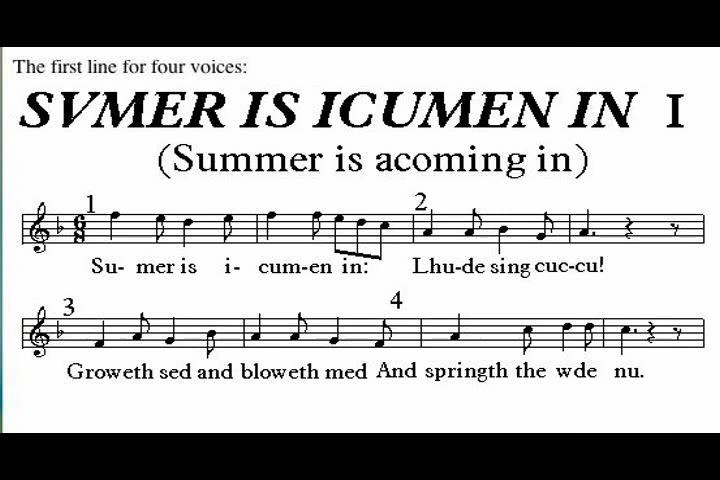 The first line for four voices:
SVMER IS ICUMEN IN I
(Summer is acoming in)
1 2
6
8
Su- mer is i- cum-en in: Lhu-de sing cuc-cu!
3 4
Groweth sed and bloweth med And springth the wde nu.